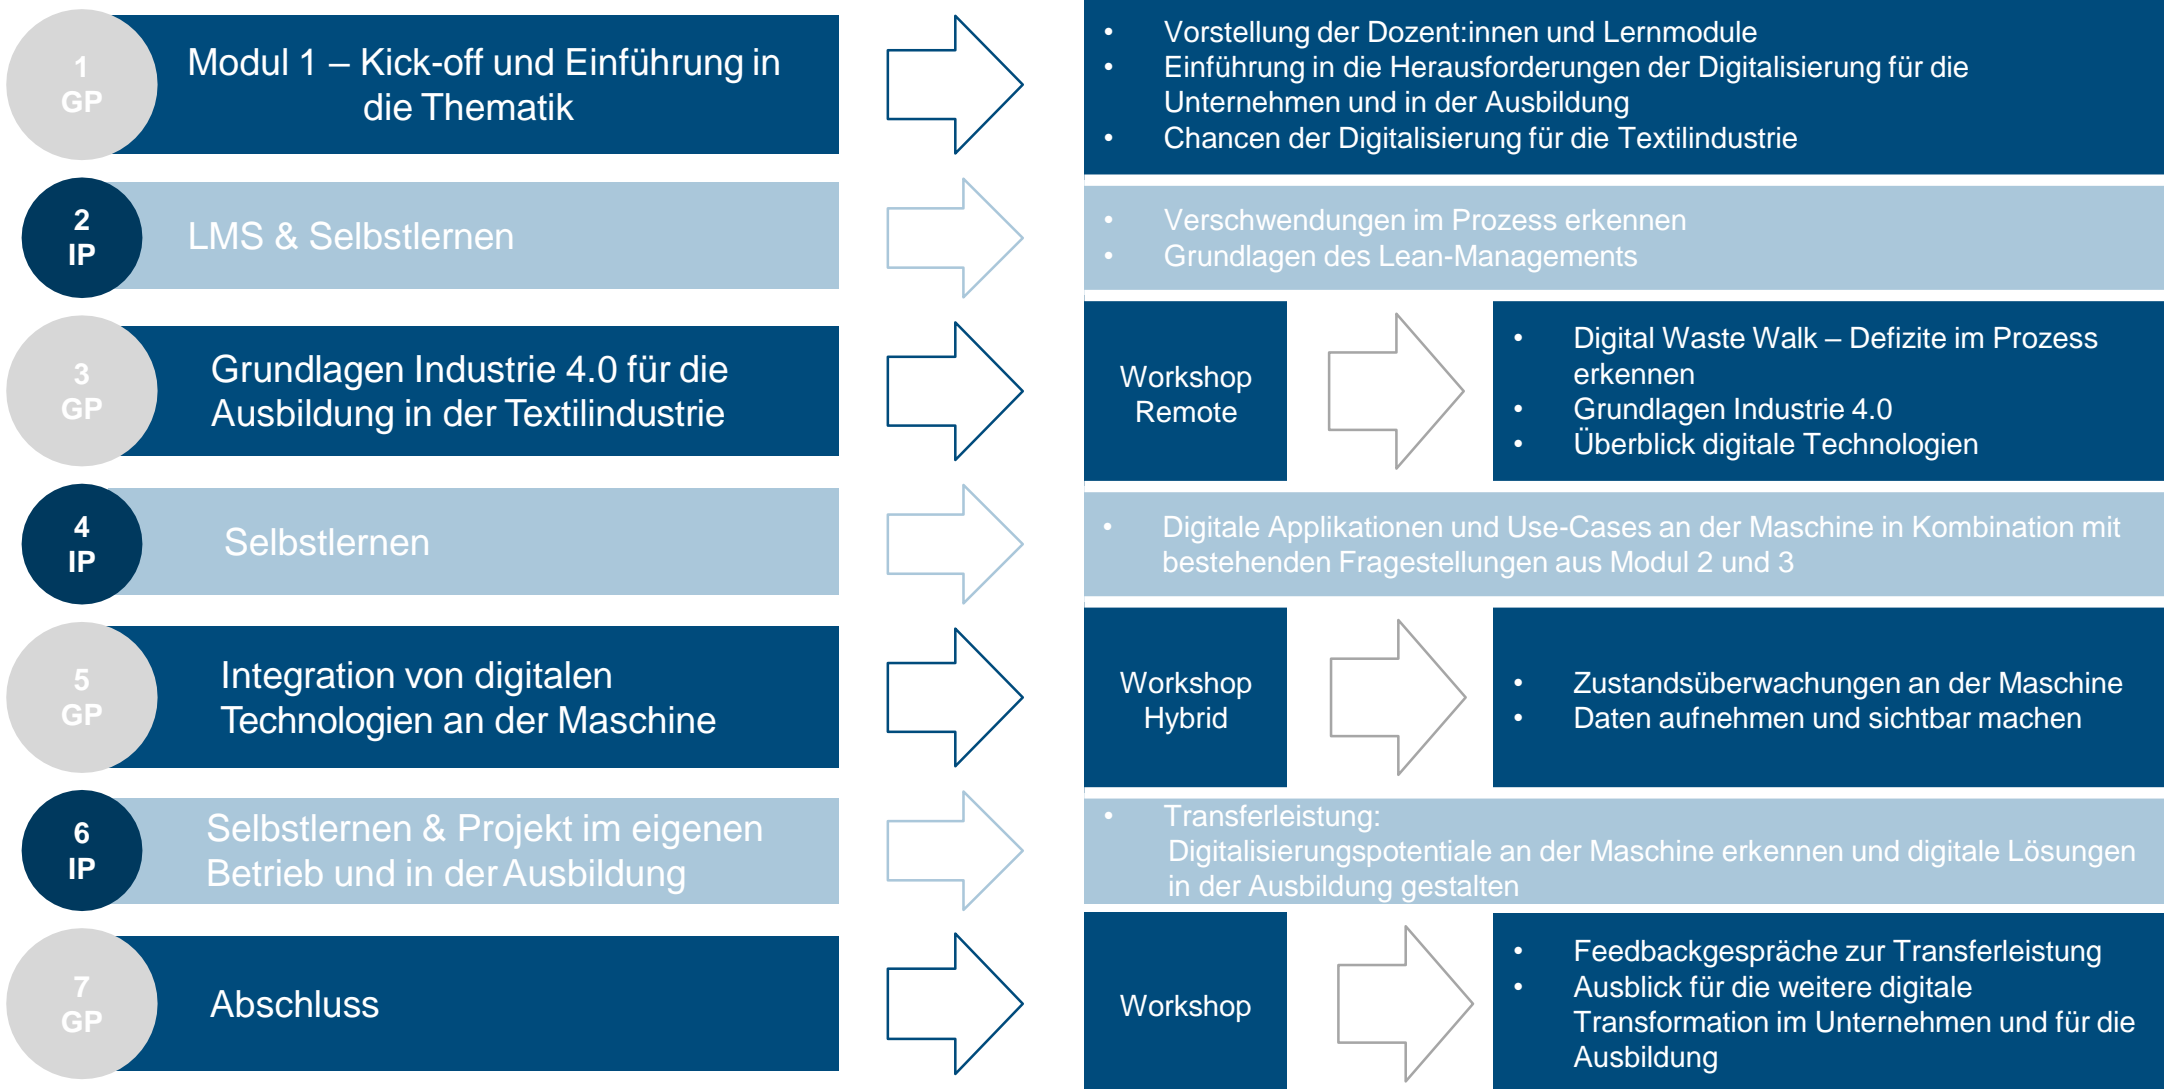 1
GP
Modul 1 – Kick-off und Einführung in
die Thematik
• Vorstellung der Dozent:innen und Lernmodule
• Einführung in die Herausforderungen der Digitalisierung für die
Unternehmen und in der Ausbildung
• Chancen der Digitalisierung für die Textilindustrie
2
IP
LMS & Selbstlernen
• Verschwendungen im Prozess erkennen
• Grundlagen des Lean-Managements
3
GP
Grundlagen Industrie 4.0 für die
Ausbildung in der Textilindustrie
Workshop
Remote
• Digital Waste Walk – Defizite im Prozess
erkennen
• Grundlagen Industrie 4.0
• Überblick digitale Technologien
4
IP
Selbstlernen
• Digitale Applikationen und Use-Cases an der Maschine in Kombination mit
bestehenden Fragestellungen aus Modul 2 und 3
5
GP
Integration von digitalen
Technologien an der Maschine
Workshop
Hybrid
• Zustandsüberwachungen an der Maschine
• Daten aufnehmen und sichtbar machen
6
IP
Selbstlernen & Projekt im eigenen
Betrieb und in der Ausbildung
• Transferleistung:
Digitalisierungspotentiale an der Maschine erkennen und digitale Lösungen
in der Ausbildung gestalten
7
GP
Abschluss
Workshop
• Feedbackgespräche zur Transferleistung
• Ausblick für die weitere digitale
Transformation im Unternehmen und für die
Ausbildung